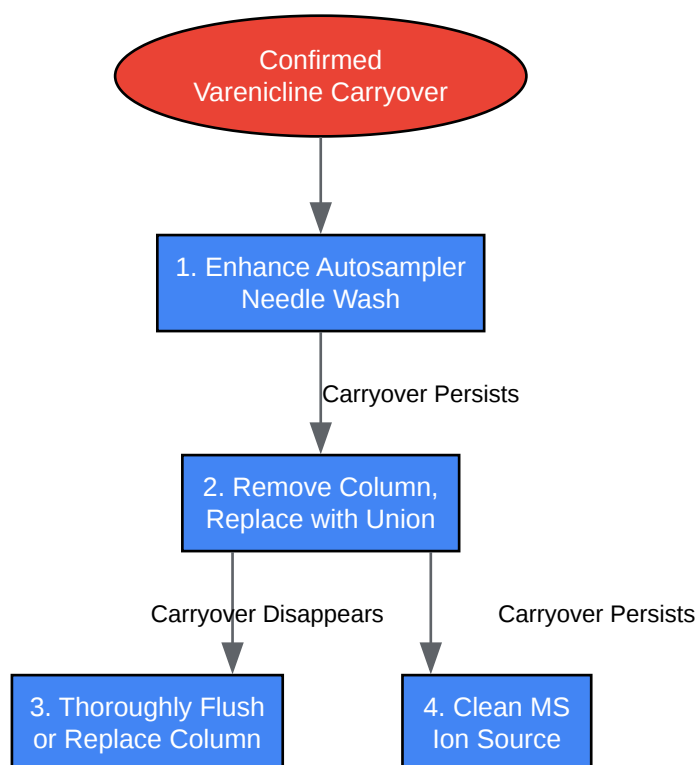 Confirmed
Varenicline Carryover
1. Enhance Autosampler
Needle Wash
Carryover Persists
2. Remove Column,
Replace with Union
Carryover Disappears
Carryover Persists
3. Thoroughly Flush
or Replace Column
4. Clean MS
Ion Source